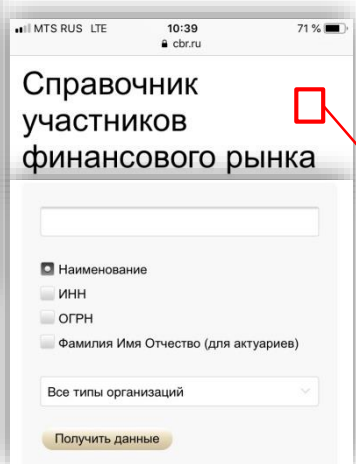 MTS RUS LTE 10:39 71 %
cbr.ru
Справочник
участников
финансового рынка
Наименование
ИНН
ОГРН
Фамилия Имя Отчество (для актуариев)
Все типы организаций
Получить данные